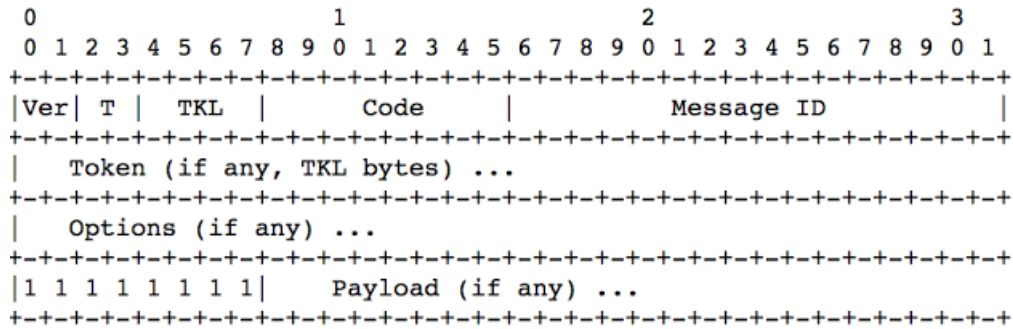 0                   1                   2                   3
 0 1 2 3 4 5 6 7 8 9 0 1 2 3 4 5 6 7 8 9 0 1 2 3 4 5 6 7 8 9 0 1
+-+-+-+-+-+-+-+-+-+-+-+-+-+-+-+-+-+-+-+-+-+-+-+-+-+-+-+-+-+-+-+-+
|Ver| T |  TKL  |      Code     |          Message ID           |
+-+-+-+-+-+-+-+-+-+-+-+-+-+-+-+-+-+-+-+-+-+-+-+-+-+-+-+-+-+-+-+-+
|   Token (if any, TKL bytes) ...
+-+-+-+-+-+-+-+-+-+-+-+-+-+-+-+-+-+-+-+-+-+-+-+-+-+-+-+-+-+-+-+-+
|   Options (if any) ...
+-+-+-+-+-+-+-+-+-+-+-+-+-+-+-+-+-+-+-+-+-+-+-+-+-+-+-+-+-+-+-+-+
|1 1 1 1 1 1 1 1|    Payload (if any) ...
+-+-+-+-+-+-+-+-+-+-+-+-+-+-+-+-+-+-+-+-+-+-+-+-+-+-+-+-+-+-+-+-+